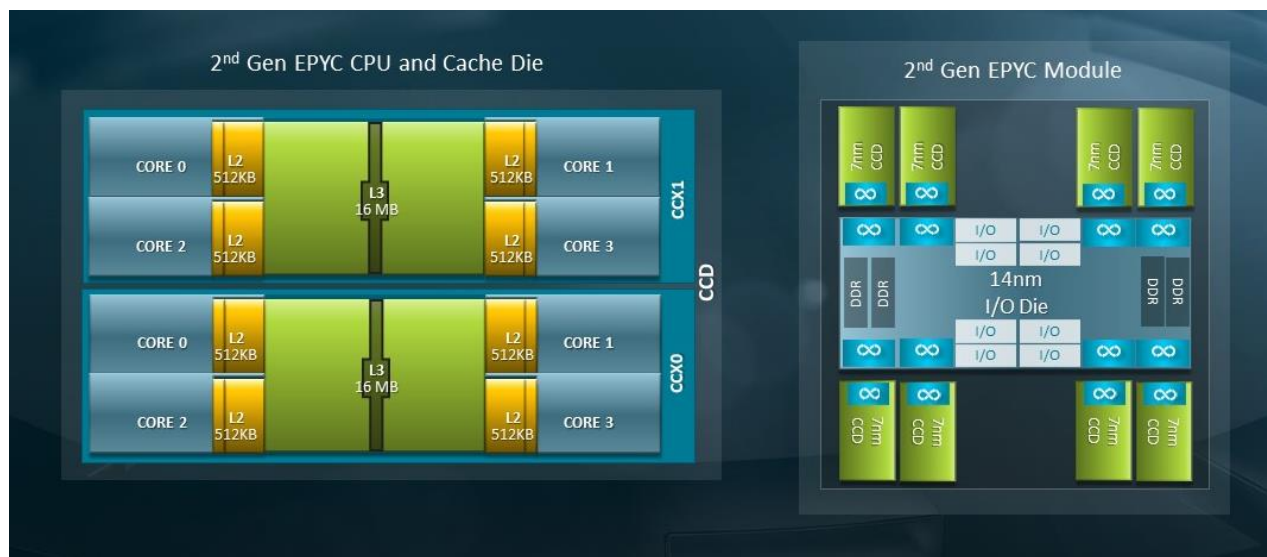 2nd Gen EPYC CPU and Cache Die
CORE 0
L2
512KB
L3
16 MB
L2
512KB
CORE 1
CORE 2
L2
512KB
L2
512KB
CORE 3
CCX1
CORE 0
L2
512KB
L3
16 MB
L2
512KB
CORE 1
CORE 2
L2
512KB
L2
512KB
CORE 3
CCX0
CCD
2nd Gen EPYC Module
7nm
CCD
7nm
CCD
7nm
CCD
7nm
CCD
∞
∞
∞
∞
∞
∞
I/O
I/O
∞
∞
I/O
I/O
DDR
DDR
14nm
I/O Die
DDR
DDR
I/O
I/O
∞
∞
I/O
I/O
∞
∞
∞
∞
∞
∞
7nm
CCD
7nm
CCD
7nm
CCD
7nm
CCD